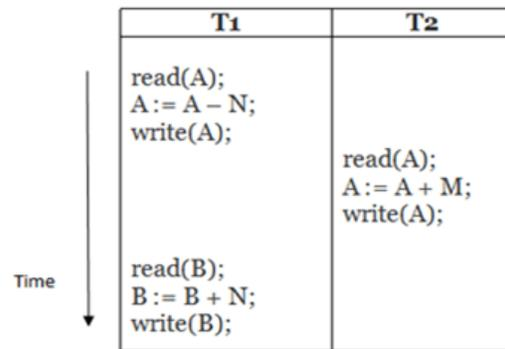 T1 T2
read(A);
A := A – N;
write(A);
read(A);
A := A + M;
write(A);
Time
read(B);
B := B + N;
write(B);